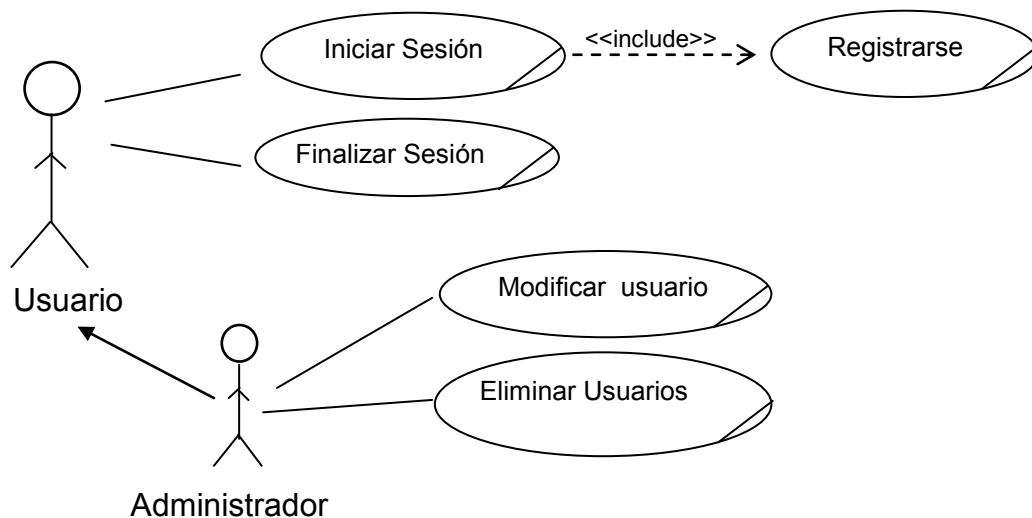 Iniciar Sesión
<<include>>
Registrarse
Finalizar Sesión
Usuario
Modificar usuario
Eliminar Usuarios
Administrador